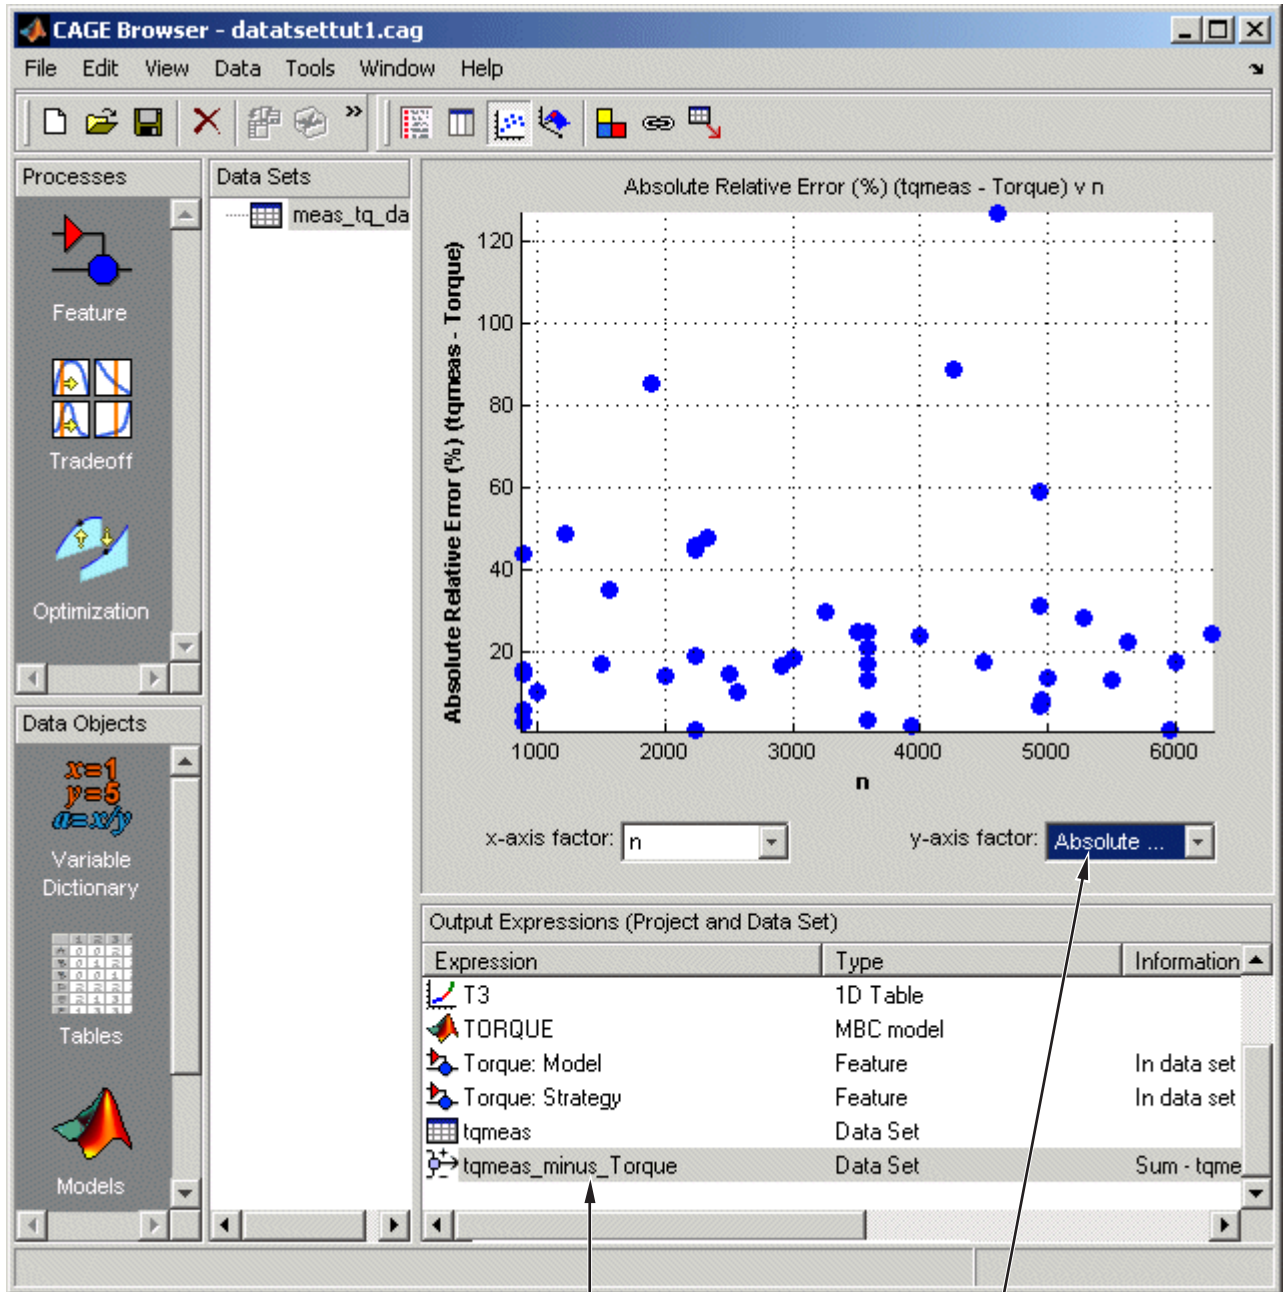 CAGE Browser - datatsettut1.cag
File Edit View Data Tools Window Help
Processes
Feature
Tradeoff
Optimization
Data Objects
x=1
y=5
a=x/y
Variable
Dictionary
Tables
Models
Data Sets
meas_tq_da
Absolute Relative Error (%) (tqmeas - Torque) v n
Absolute Relative Error (%) (tqmeas - Torque)
120
100
80
60
40
20
1000 2000 3000 4000 5000 6000
n
x-axis factor: n
y-axis factor: Absolute ...
Output Expressions (Project and Data Set)
Expression Type Information
T3 1D Table
TORQUE MBC model
Torque: Model Feature In data set
Torque: Strategy Feature In data set
tqmeas Data Set
tqmeas_minus_Torque Data Set Sum - tqme